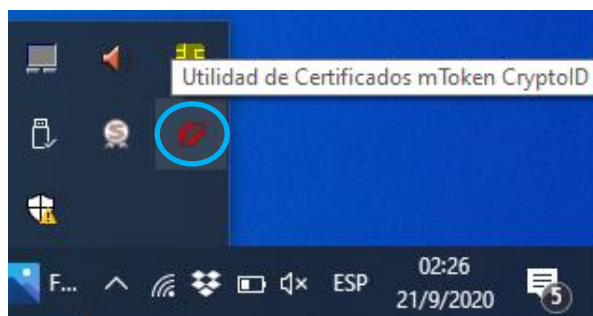 Utilidad de Certificados mToken CryptoID
F...
ESP
02:26
21/9/2020
5